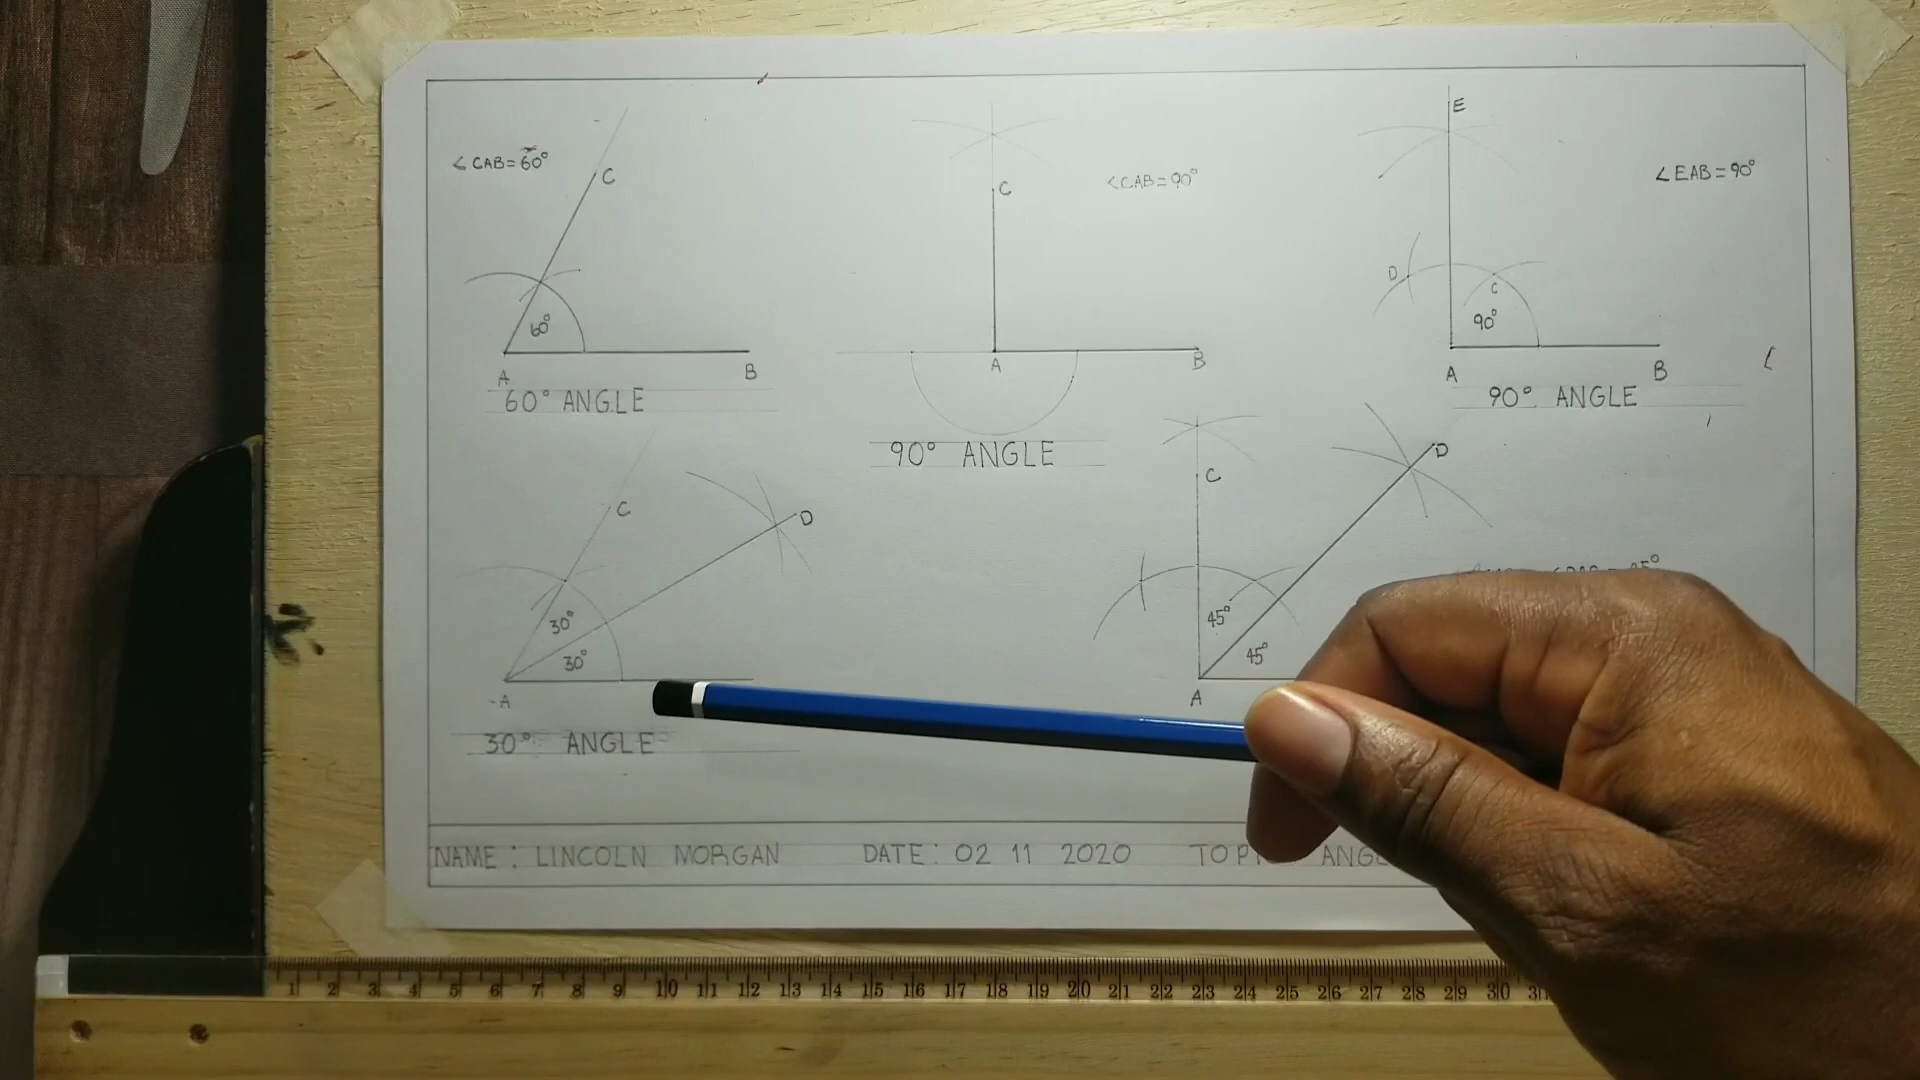 ∠CAB=60°
C
60°
A
B
60° ANGLE
C
<CAB=90°
A
B
90° ANGLE
E
∠EAB=90°
D
C
90°
A
B
90° ANGLE
C
D
30°
30°
A
30° ANGLE
C
D
45°
45°
A
NAME: LINCOLN MORGAN DATE: 02 11 2020
1 2 3 4 5 6 7 8 9 10 11 12 13 14 15 16 17 18 19 20 21 22 23 24 25 26 27 28 29 30